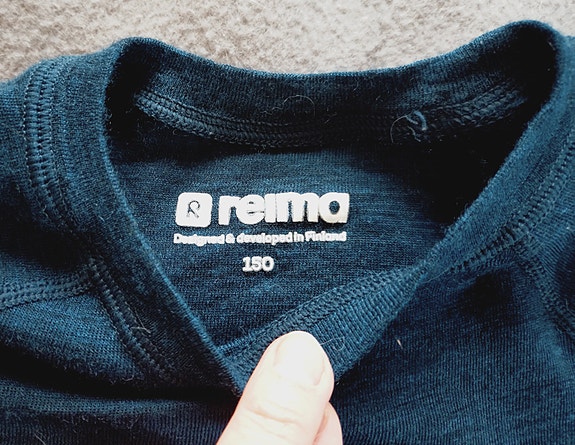 reima
Designed & developed in Finland
150